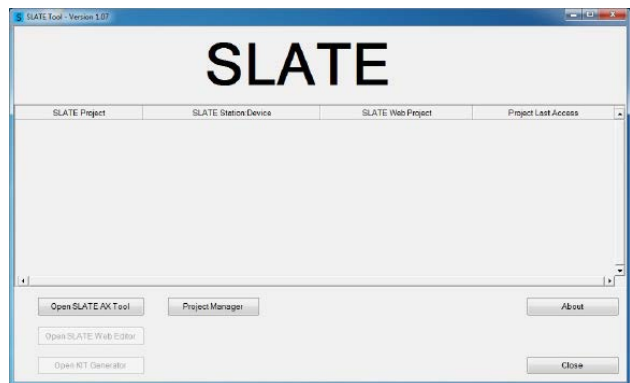 SLATE Tool - Version 1.07
SLATE
SLATE Project SLATE Station Device SLATE Web Project Project Last Access
Open SLATE AX Tool Project Manager About
Open SLATE Web Editor
Open KIT Generator Close